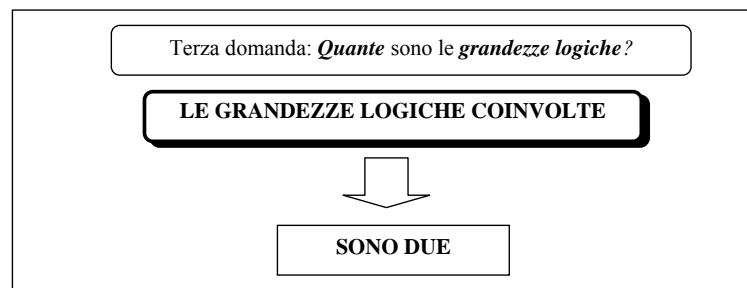 Terza domanda: Quante sono le grandezze logiche?
LE GRANDEZZE LOGICHE COINVOLTE
SONO DUE